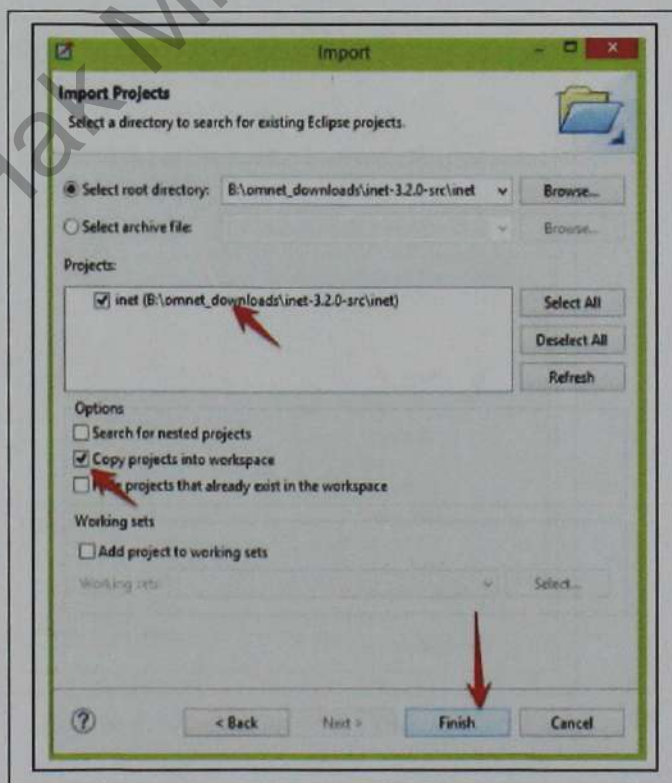 Import
Import Projects
Select a directory to search for existing Eclipse projects.
Select root directory: B:\omnet_downloads\inet-3.2.0-src\inet Browse...
Select archive file: Browse...
Projects:
inet (B:\omnet_downloads\inet-3.2.0-src\inet) Select All
Deselect All
Refresh
Options
Search for nested projects
Copy projects into workspace
projects that already exist in the workspace
Working sets
Add project to working sets
Working sets: Select...
< Back Next > Finish Cancel